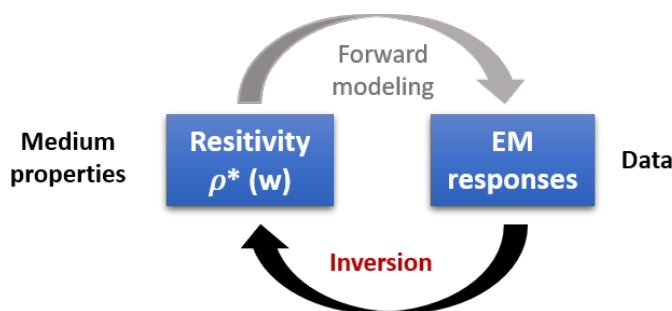 Forward
modeling
Medium
properties
Resitivity
ρ* (w)
EM
responses
Data
Inversion